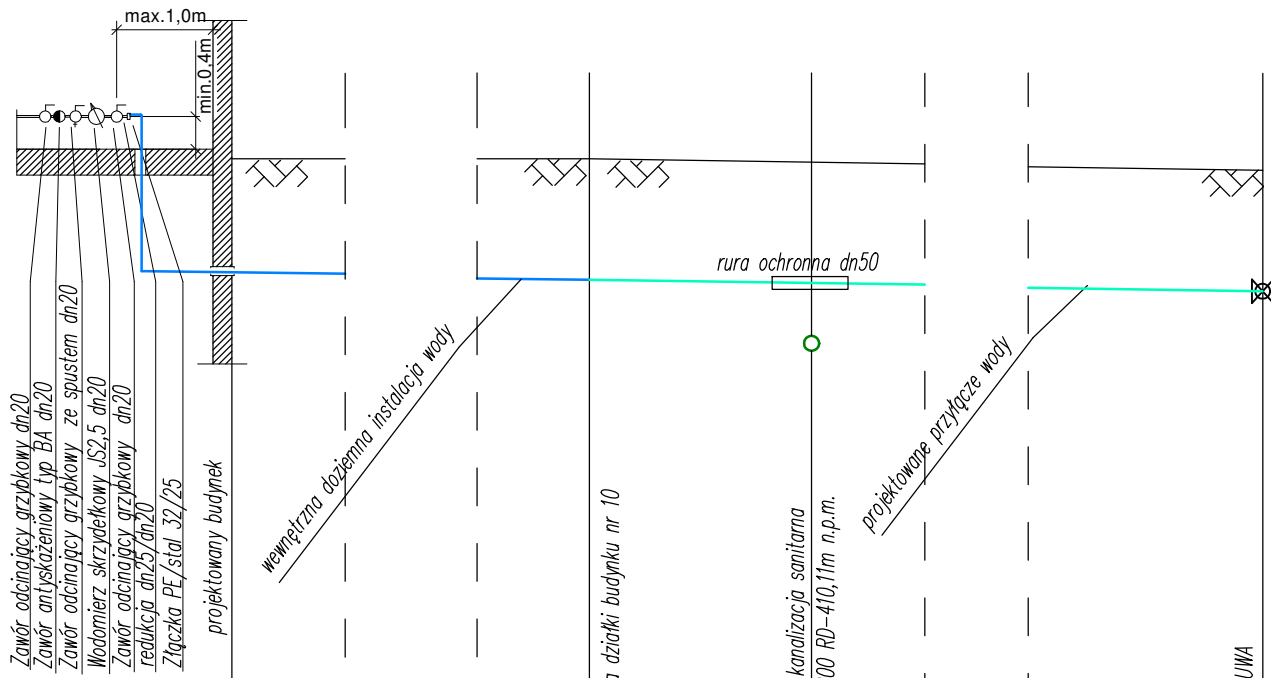 max.1,0m
min.0,4m
rura ochronna dn50
Zawór odcinający grzybkowy dn20
Zawór antyskażeniowy typ BA dn20
Zawór odcinający grzybkowy ze spustem dn20
Wodomierz skrzydełkowy JS2,5 dn20
Zawór odcinający grzybkowy dn20
redukcja dn25/dn20
Złączka PE/stal 32/25
projektowany budynek
wewnętrzna doziemna instalacja wody
działki budynku nr 10
kanalizacja sanitarna
RD-410,11m n.p.m.
projektowane przyłącze wody